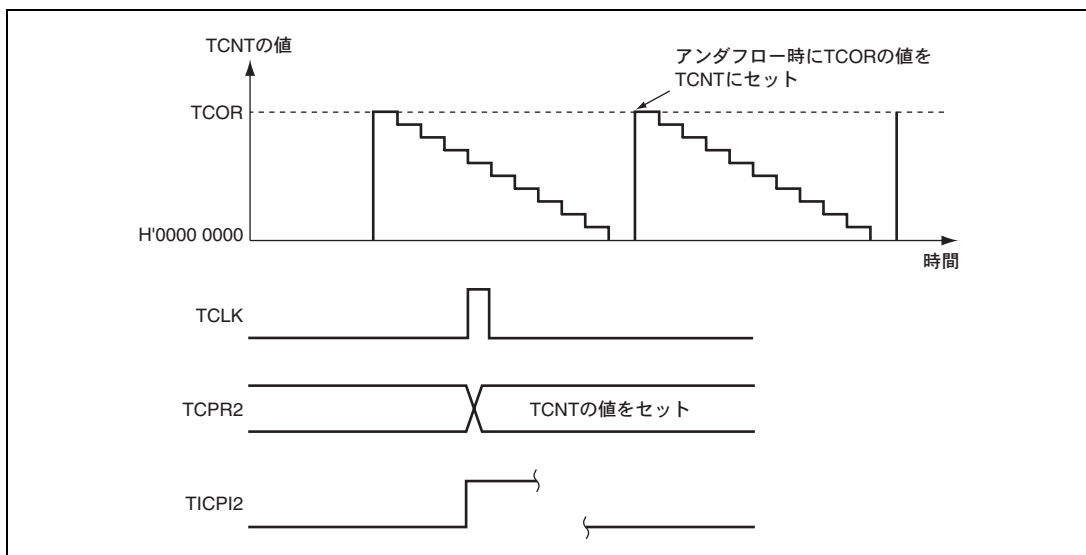 TCNTの値
アンダフロー時にTCORの値を
TCNTにセット
TCOR
H'0000 0000
時間
TCLK
TCPR2
TCNTの値をセット
TICPI2